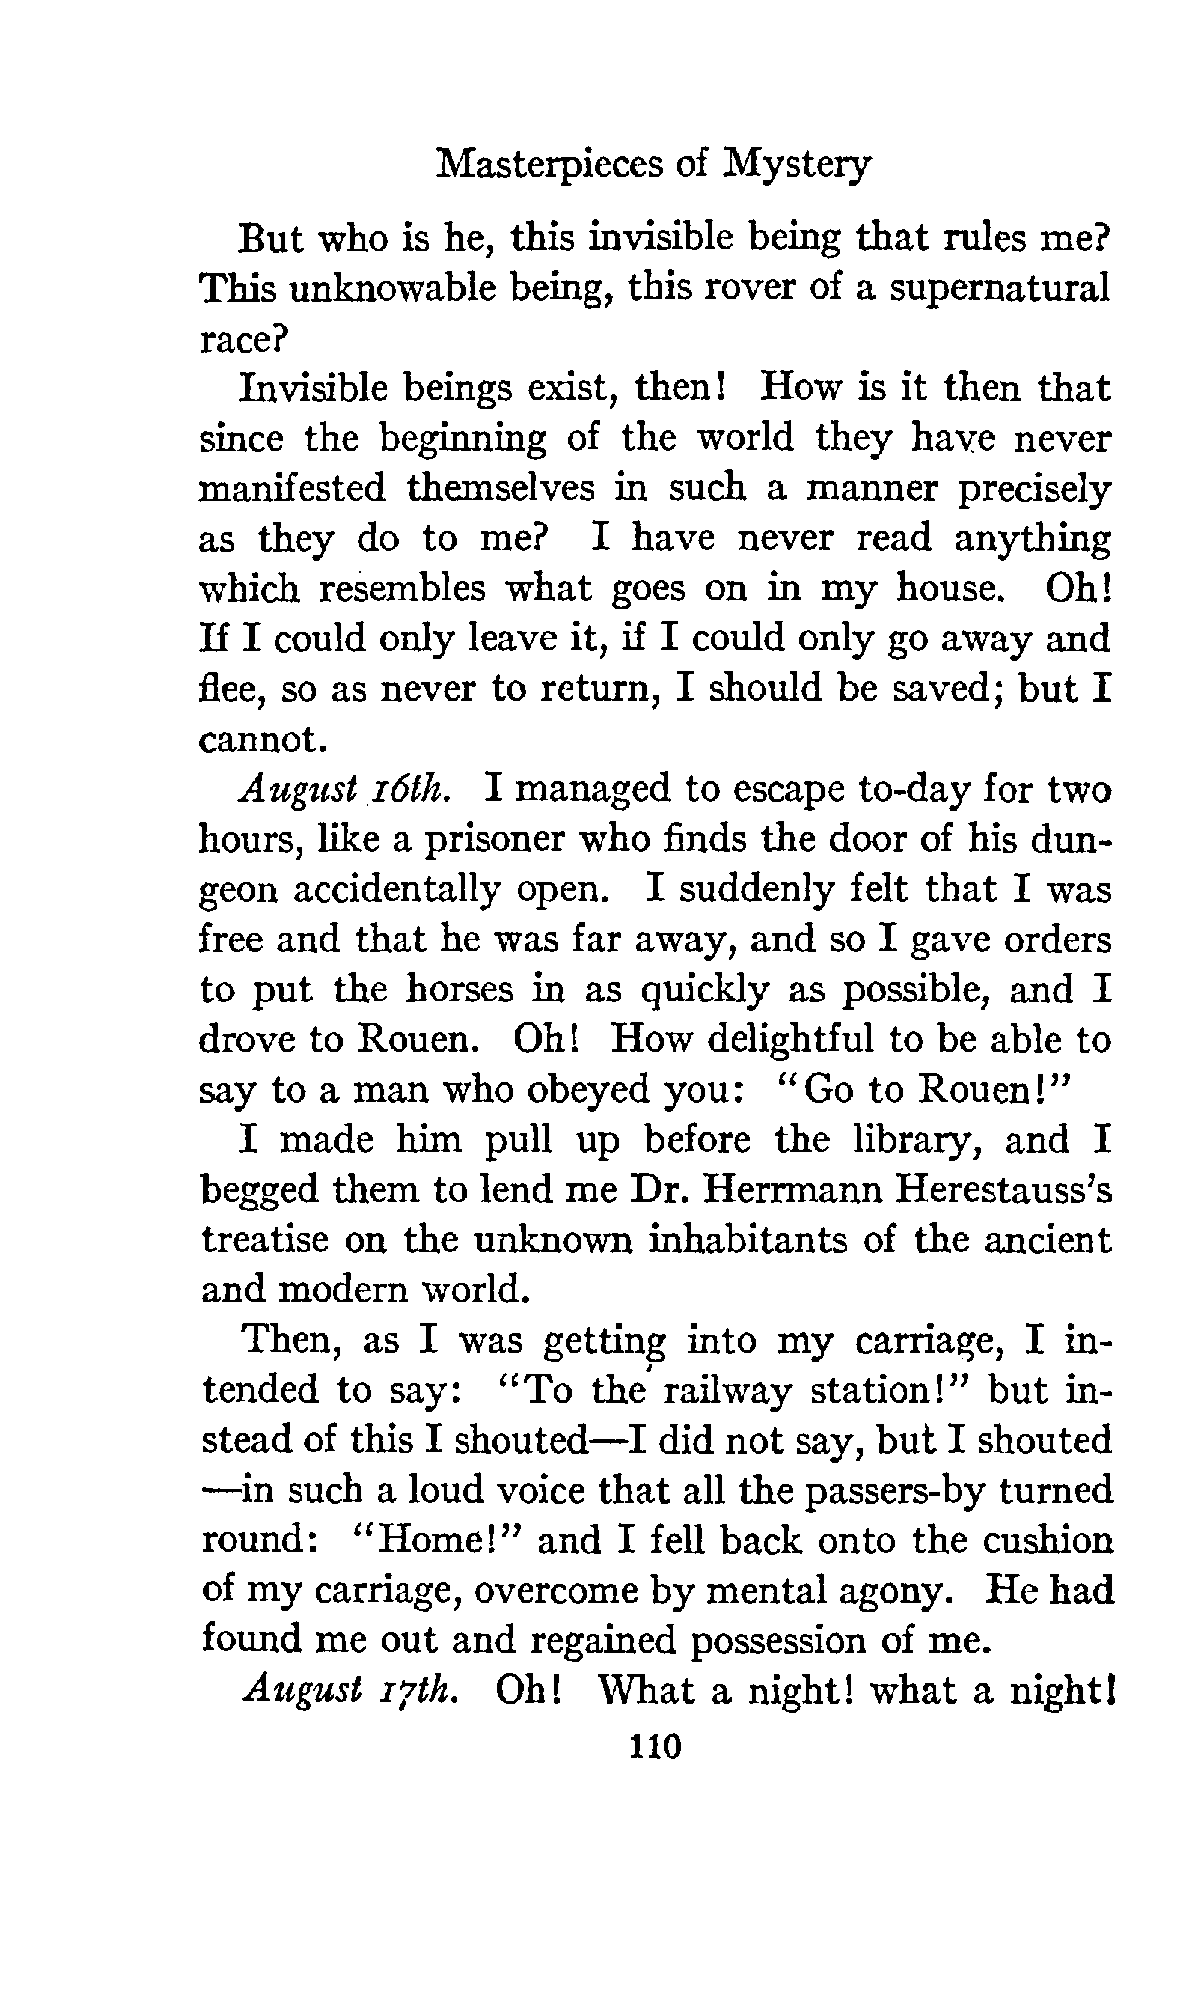 Masterpieces of Mystery
But who is he, this invisible being that rules me?
This unknowable being, this rover of a supernatural
race?
Invisible beings exist, then! How is it then that
since the beginning of the world they have never
manifested themselves in such a manner precisely
as they do to me? I have never read anything
which resembles what goes on in my house. Oh!
If I could only leave it, if I could only go away and
flee, so as never to return, I should be saved; but I
cannot.
August 16th. I managed to escape to-day for two
hours, like a prisoner who finds the door of his dun-
geon accidentally open. I suddenly felt that I was
free and that he was far away, and so I gave orders
to put the horses in as quickly as possible, and I
drove to Rouen. Oh! How delightful to be able to
say to a man who obeyed you: "Go to Rouen!"
I made him pull up before the library, and I
begged them to lend me Dr. Herrmann Herestauss's
treatise on the unknown inhabitants of the ancient
and modern world.
Then, as I was getting into my carriage, I in-
tended to say: "To the railway station!" but in-
stead of this I shouted—I did not say, but I shouted
—in such a loud voice that all the passers-by turned
round: "Home!" and I fell back onto the cushion
of my carriage, overcome by mental agony. He had
found me out and regained possession of me.
August 17th. Oh! What a night! what a night!
110